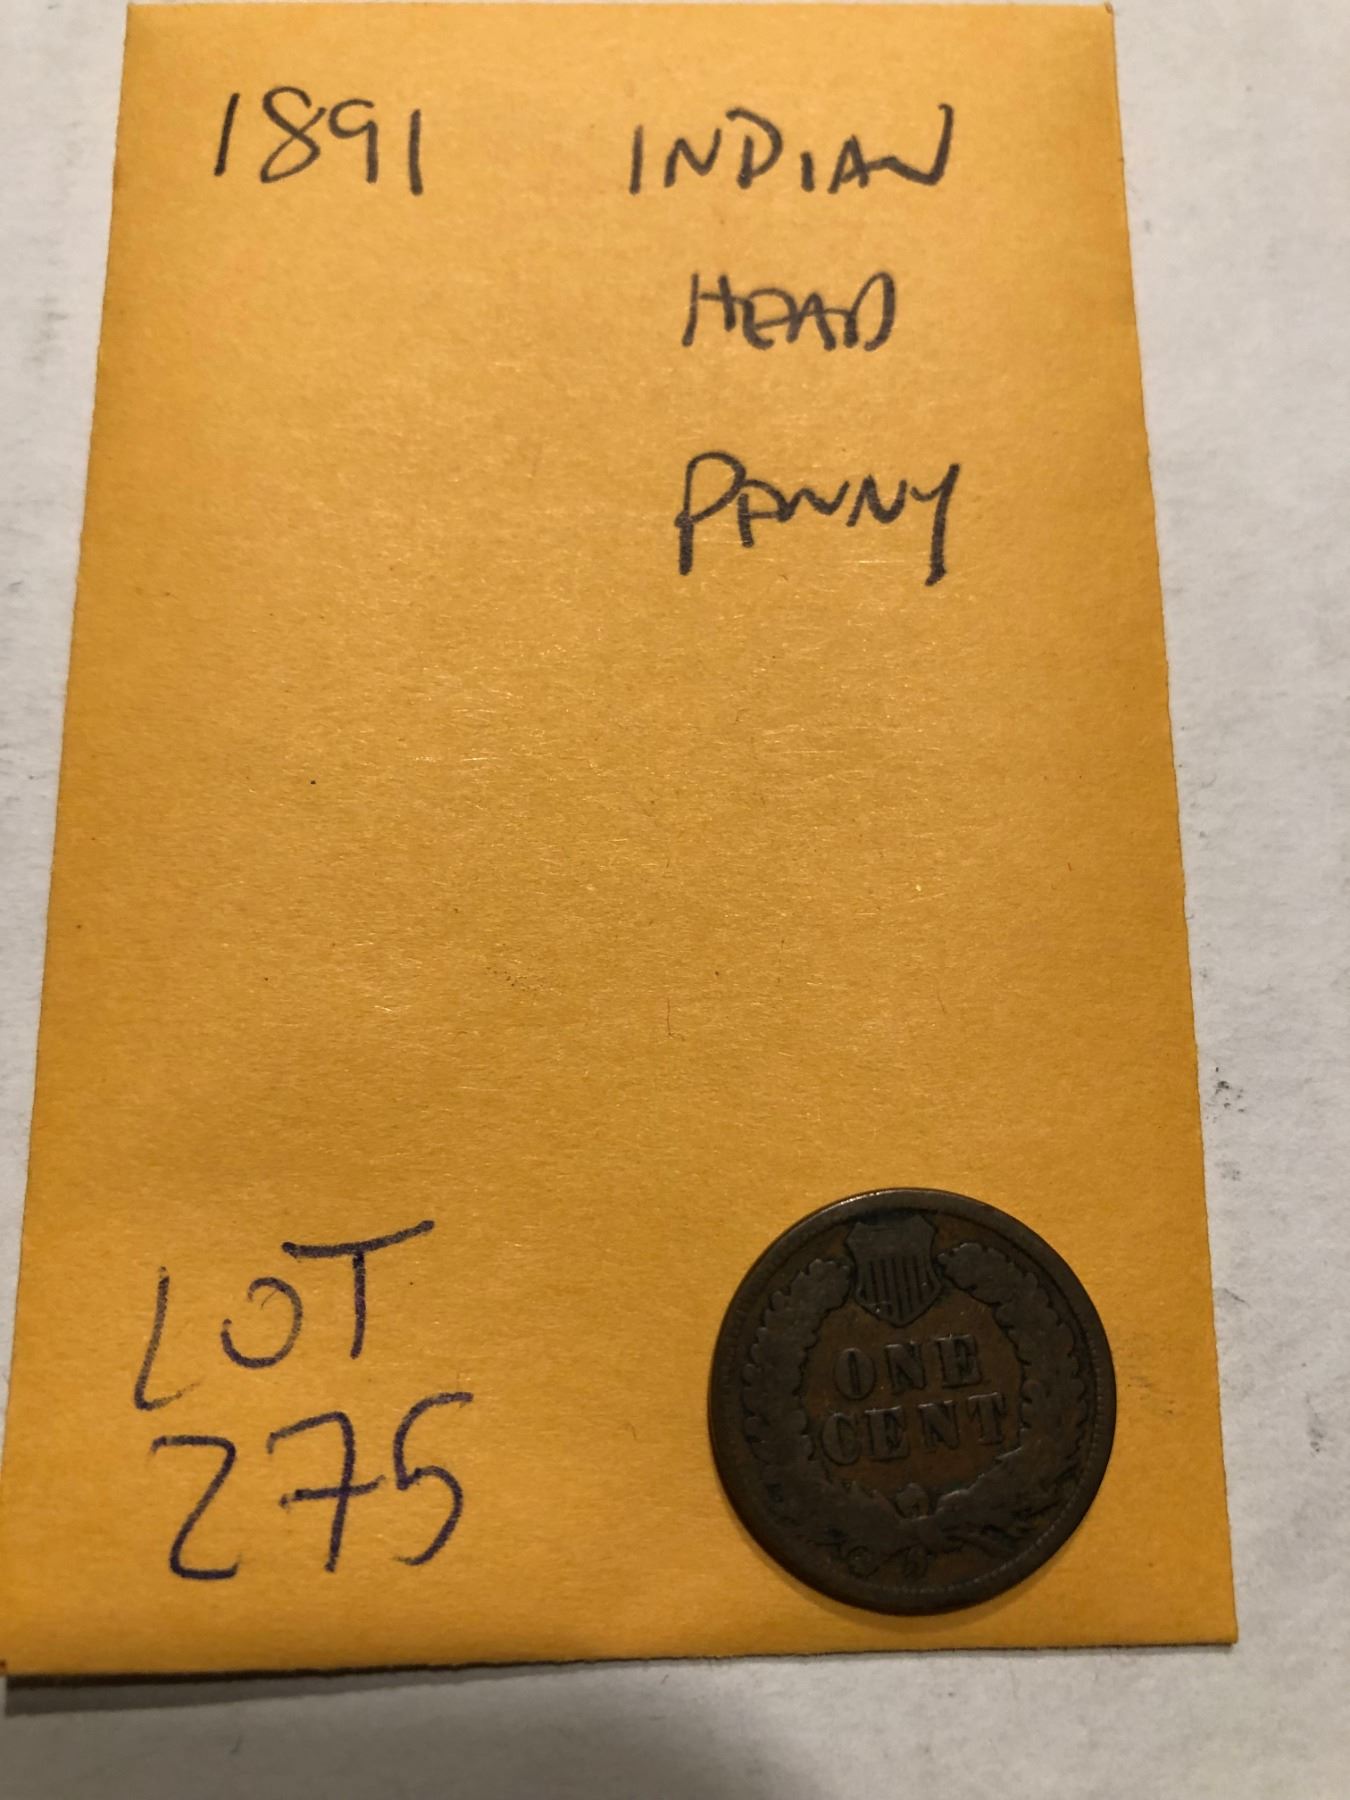 1891 INDIAN
HEAD
PENNY
LOT
275
ONE
CENT